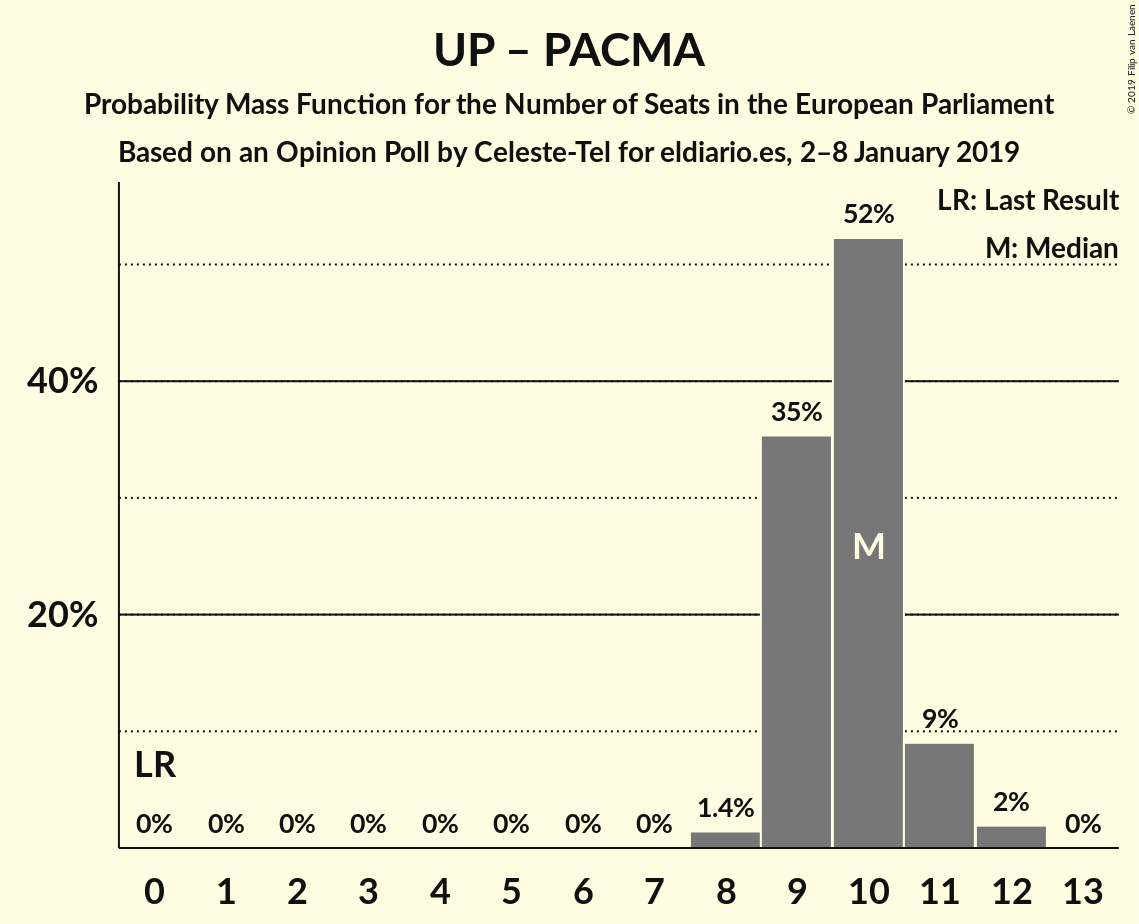 UP – PACMA
Probability Mass Function for the Number of Seats in the European Parliament
Based on an Opinion Poll by Celeste-Tel for eldiario.es, 2–8 January 2019
© 2019 Filip van Laenen
LR: Last Result
M: Median
52%
40%
35%
M
20%
9%
LR
2%
1.4%
0% 0% 0% 0% 0% 0% 0% 0% 0%
0 1 2 3 4 5 6 7 8 9 10 11 12 13